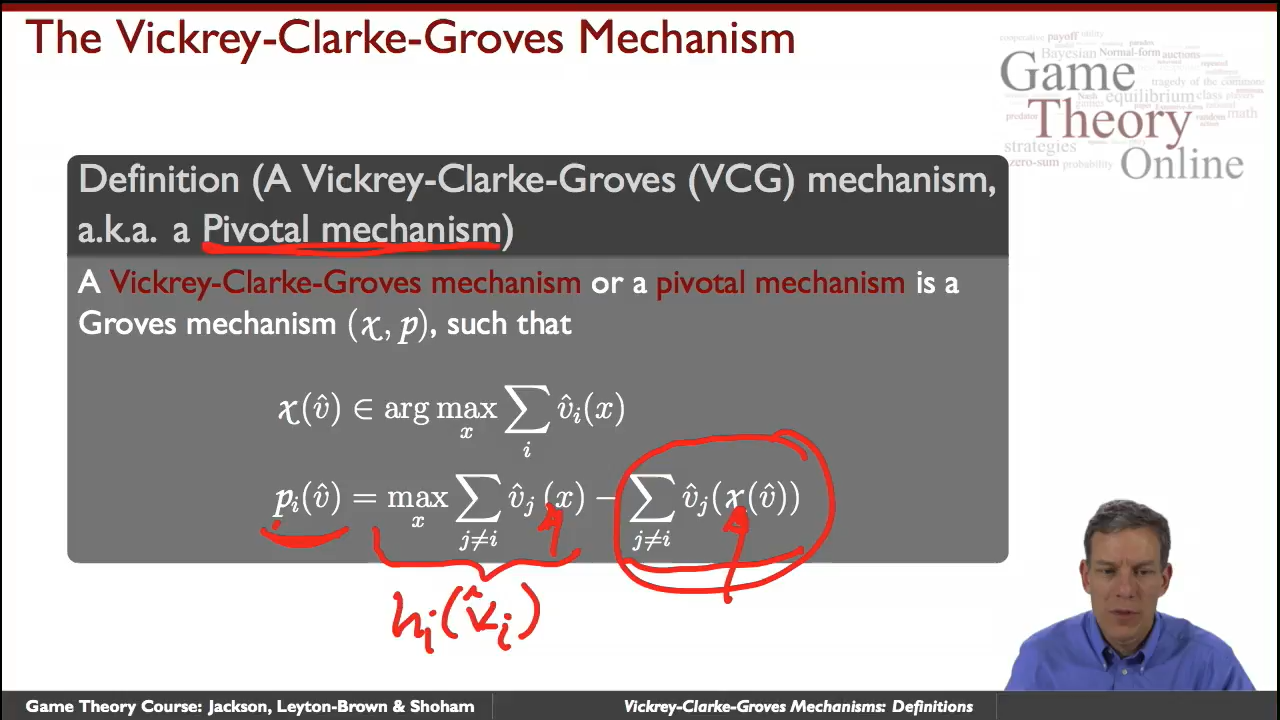 The Vickrey-Clarke-Groves Mechanism
Game
Theory
Online
Definition (A Vickrey-Clarke-Groves (VCG) mechanism,
a.k.a. a Pivotal mechanism)
A Vickrey-Clarke-Groves mechanism or a pivotal mechanism is a
Groves mechanism (χ, p), such that
χ(v̂) ∈ arg max_x ∑_i v̂_i(x)
p_i(v̂) = max_x ∑_{j≠i} v̂_j(x) − ∑_{j≠i} v̂_j(χ(v̂))
h_i(v̂_i)
Game Theory Course: Jackson, Leyton-Brown & Shoham
Vickrey-Clarke-Groves Mechanisms: Definitions